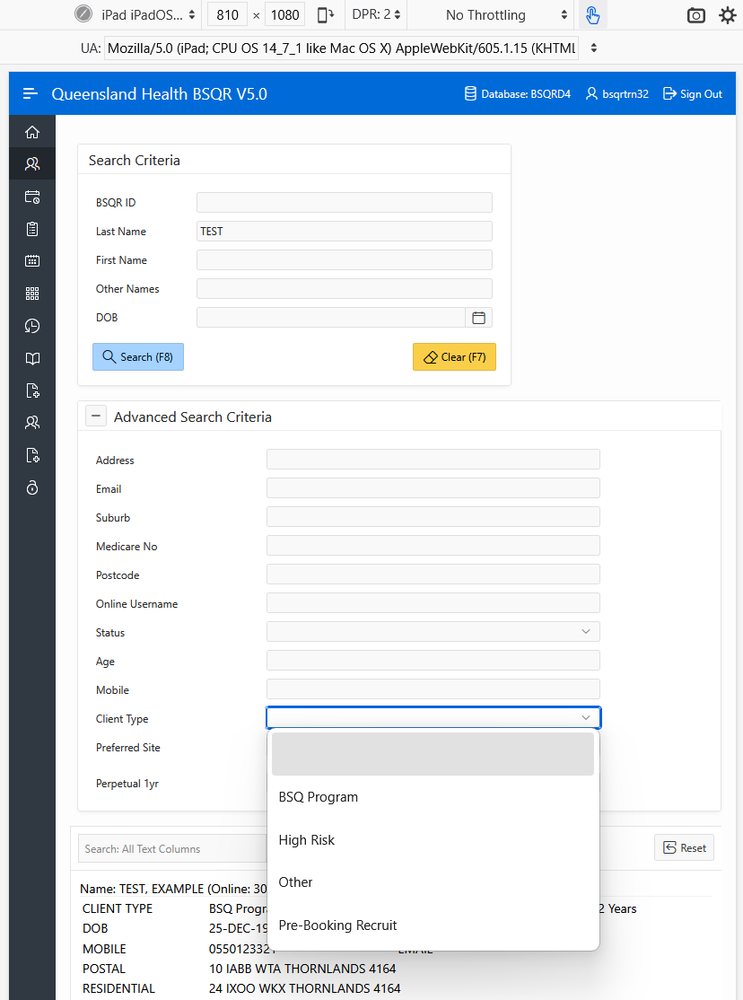 iPad iPadOS... 810 × 1080 DPR: 2 No Throttling
UA: Mozilla/5.0 (iPad; CPU OS 14_7_1 like Mac OS X) AppleWebKit/605.1.15 (KHTML
Queensland Health BSQR V5.0 Database: BSQRD4 bsqrtrn32 Sign Out
Search Criteria
BSQR ID
Last Name TEST
First Name
Other Names
DOB
Search (F8) Clear (F7)
Advanced Search Criteria
Address
Email
Suburb
Medicare No
Postcode
Online Username
Status
Age
Mobile
Client Type
Preferred Site
Perpetual 1yr
BSQ Program
High Risk
Other
Pre-Booking Recruit
Search: All Text Columns Reset
Name: TEST, EXAMPLE (Online: 30
CLIENT TYPE BSQ Progra 2 Years
DOB 25-DEC-19
MOBILE 055012332 EMAIL
POSTAL 10 IABB WTA THORNLANDS 4164
RESIDENTIAL 24 IXOO WKX THORNLANDS 4164